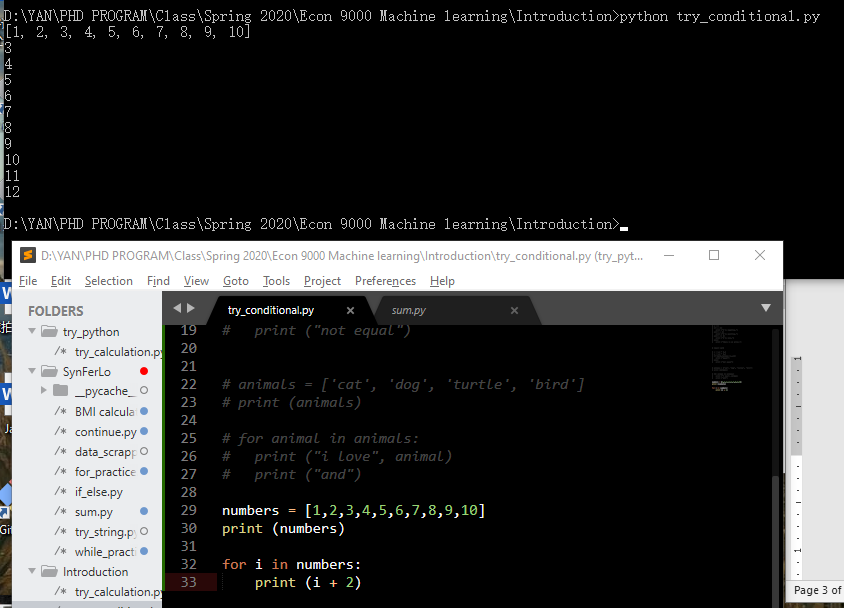 D:\YAN\PHD PROGRAM\Class\Spring 2020\Econ 9000 Machine learning\Introduction>python try_conditional.py
[1, 2, 3, 4, 5, 6, 7, 8, 9, 10]
3
4
5
6
7
8
9
10
11
12
D:\YAN\PHD PROGRAM\Class\Spring 2020\Econ 9000 Machine learning\Introduction>
D:\YAN\PHD PROGRAM\Class\Spring 2020\Econ 9000 Machine learning\Introduction\try_conditional.py (try_pyt...
File Edit Selection Find View Goto Tools Project Preferences Help
FOLDERS
try_python
/* try_calculation.py
SynFerLo
__pycache_
/* BMI calcula
/* continue.py
/* data_scrapp
/* for_practice
/* if_else.py
/* sum.py
/* try_string.py
/* while_practi
Introduction
/* try_calculation.py
try_conditional.py
sum.py
19 # print ("not equal")
20
21
22 # animals = ['cat', 'dog', 'turtle', 'bird']
23 # print (animals)
24
25 # for animal in animals:
26 # print ("i love", animal)
27 # print ("and")
28
29 numbers = [1,2,3,4,5,6,7,8,9,10]
30 print (numbers)
31
32 for i in numbers:
33 print (i + 2)
Page 3 of